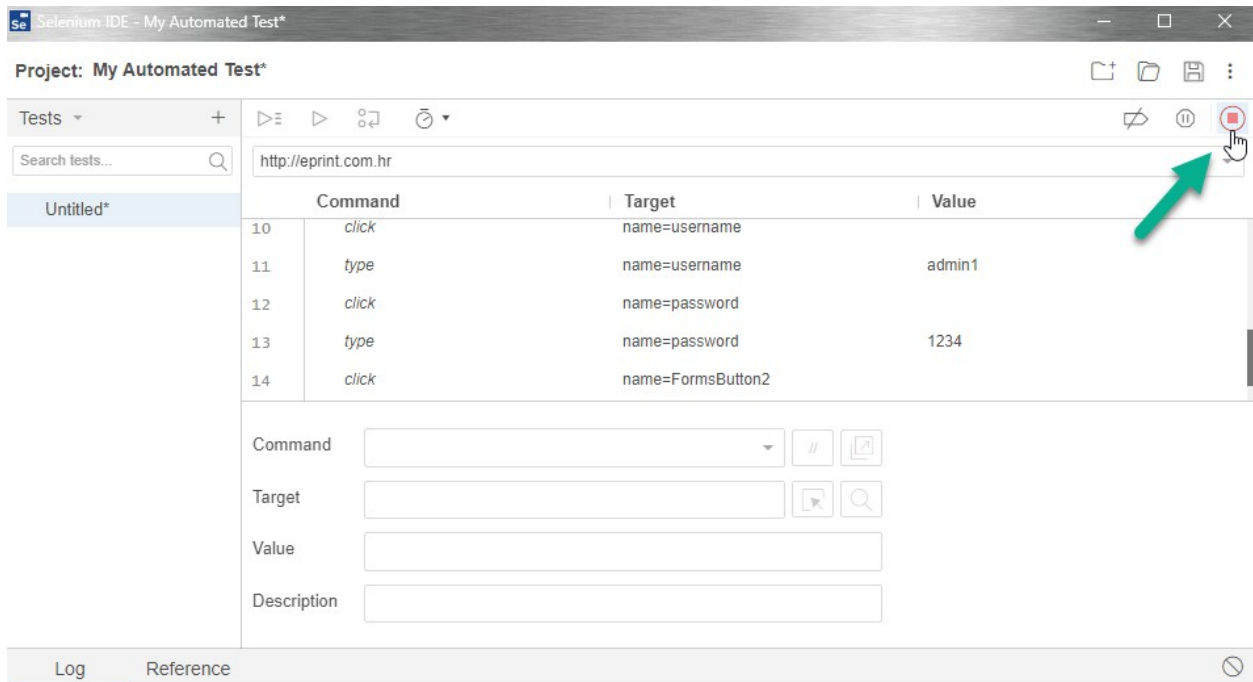 Se Selenium IDE - My Automated Test*
Project: My Automated Test*
Tests
Search tests...
http://eprint.com.hr
Untitled*
Command Target Value
10 click name=username
11 type name=username admin1
12 click name=password
13 type name=password 1234
14 click name=FormsButton2
Command //
Target
Value
Description
Log Reference